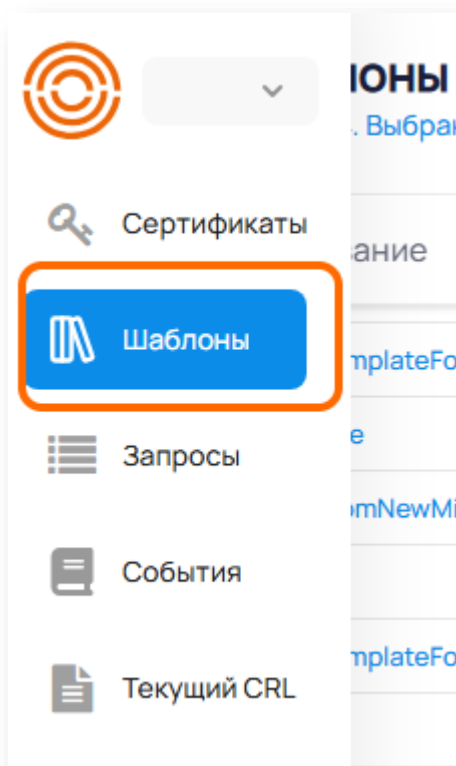 оны
. Выбра
Сертификаты
ание
Шаблоны
mplateFo
Запросы
e
omNewMi
События
mplateFo
Текущий CRL